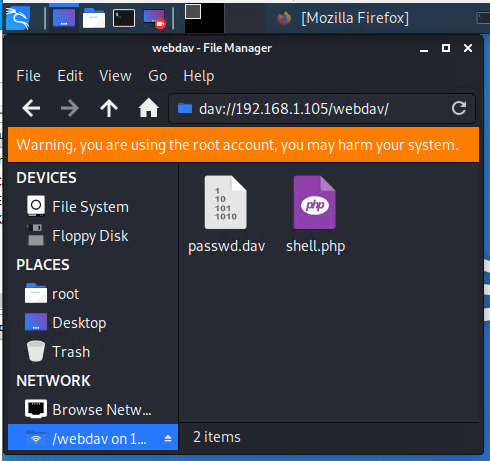 [Mozilla Firefox]
webdav - File Manager
File Edit View Go Help
dav://192.168.1.105/webdav/
Warning, you are using the root account, you may harm your system.
DEVICES
File System
Floppy Disk
PLACES
root
Desktop
Trash
NETWORK
Browse Netw...
/webdav on 1...
1
10
101
1010
passwd.dav
php
shell.php
2 items